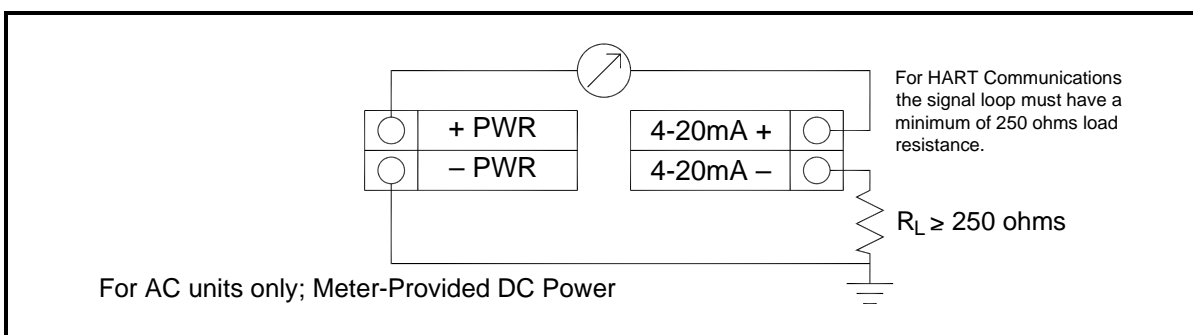 For HART Communications
the signal loop must have a
minimum of 250 ohms load
resistance.
+ PWR
4-20mA +
– PWR
4-20mA –
RL ≥ 250 ohms
For AC units only; Meter-Provided DC Power